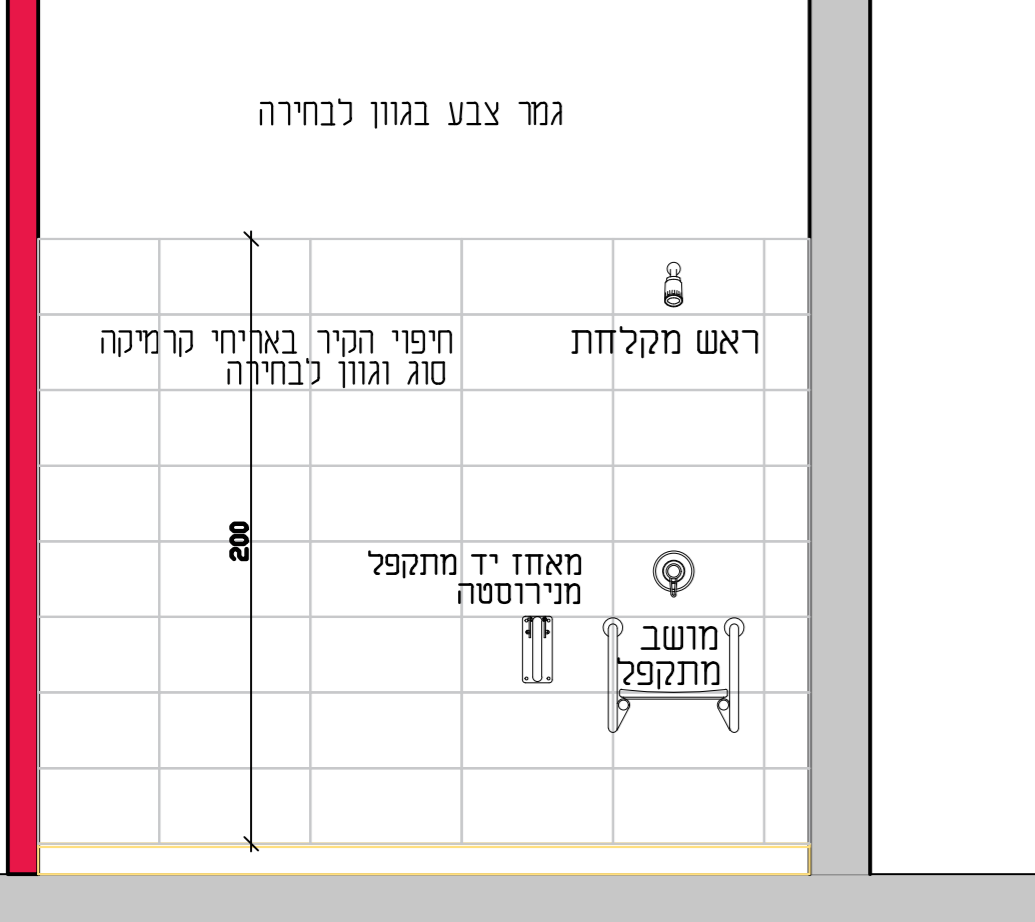 גמר צבע בגוון לבחירה
ראש מקלחת
חיפוי הקיר באריחי קרמיקה
סוג וגוון לבחירה
200
מאחז יד מתקפל
מנירוסטה
מושב
מתקפל